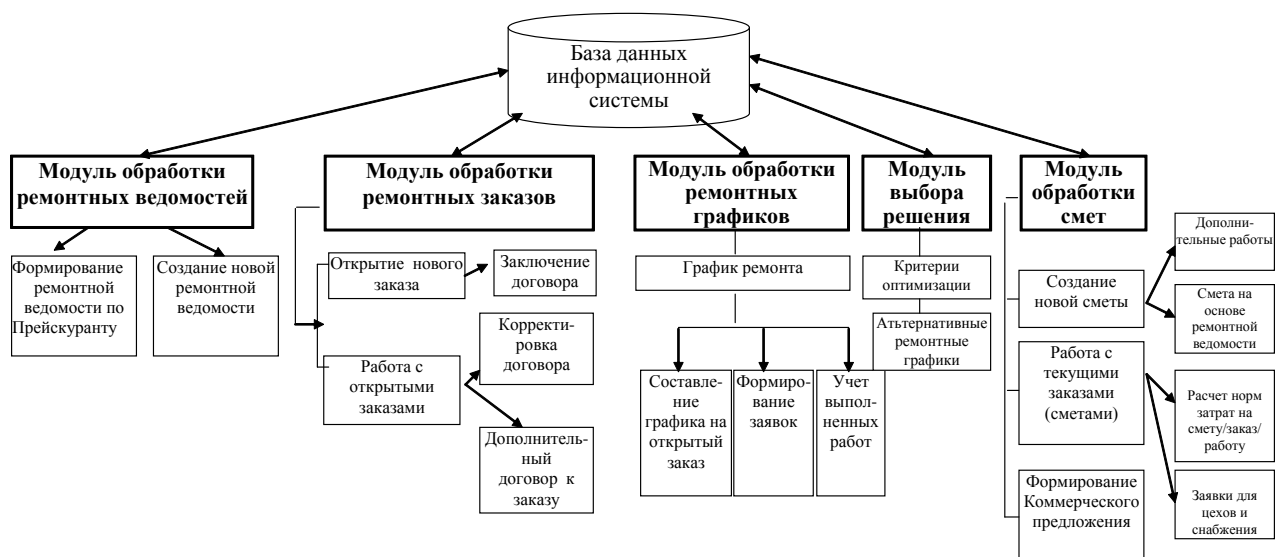 База данных
информационной
системы
Модуль обработки
ремонтных ведомостей
Формирование
ремонтной
ведомости по
Прейскуранту
Создание новой
ремонтной
ведомости
Модуль обработки
ремонтных заказов
Открытие нового
заказа
Заключение
договора
Работа с
открытыми
заказами
Корректи-
ровка
договора
Дополнитель-
ный
договор к
заказу
Модуль обработки
ремонтных
графиков
График ремонта
Составле-
ние
графика на
открытый
заказ
Формиро-
вание
заявок
Учет
выпол-
ненных
работ
Модуль
выбора
решения
Критерии
оптимизации
Атьтернативные
ремонтные
графики
Модуль
обработки
смет
Создание
новой сметы
Дополни-
тельные работы
Смета на
основе
ремонтной
ведомости
Работа с
текущими
заказами
(сметами)
Расчет норм
затрат на
смету/заказ/
работу
Заявки для
цехов и
снабжения
Формирование
Коммерческого
предложения